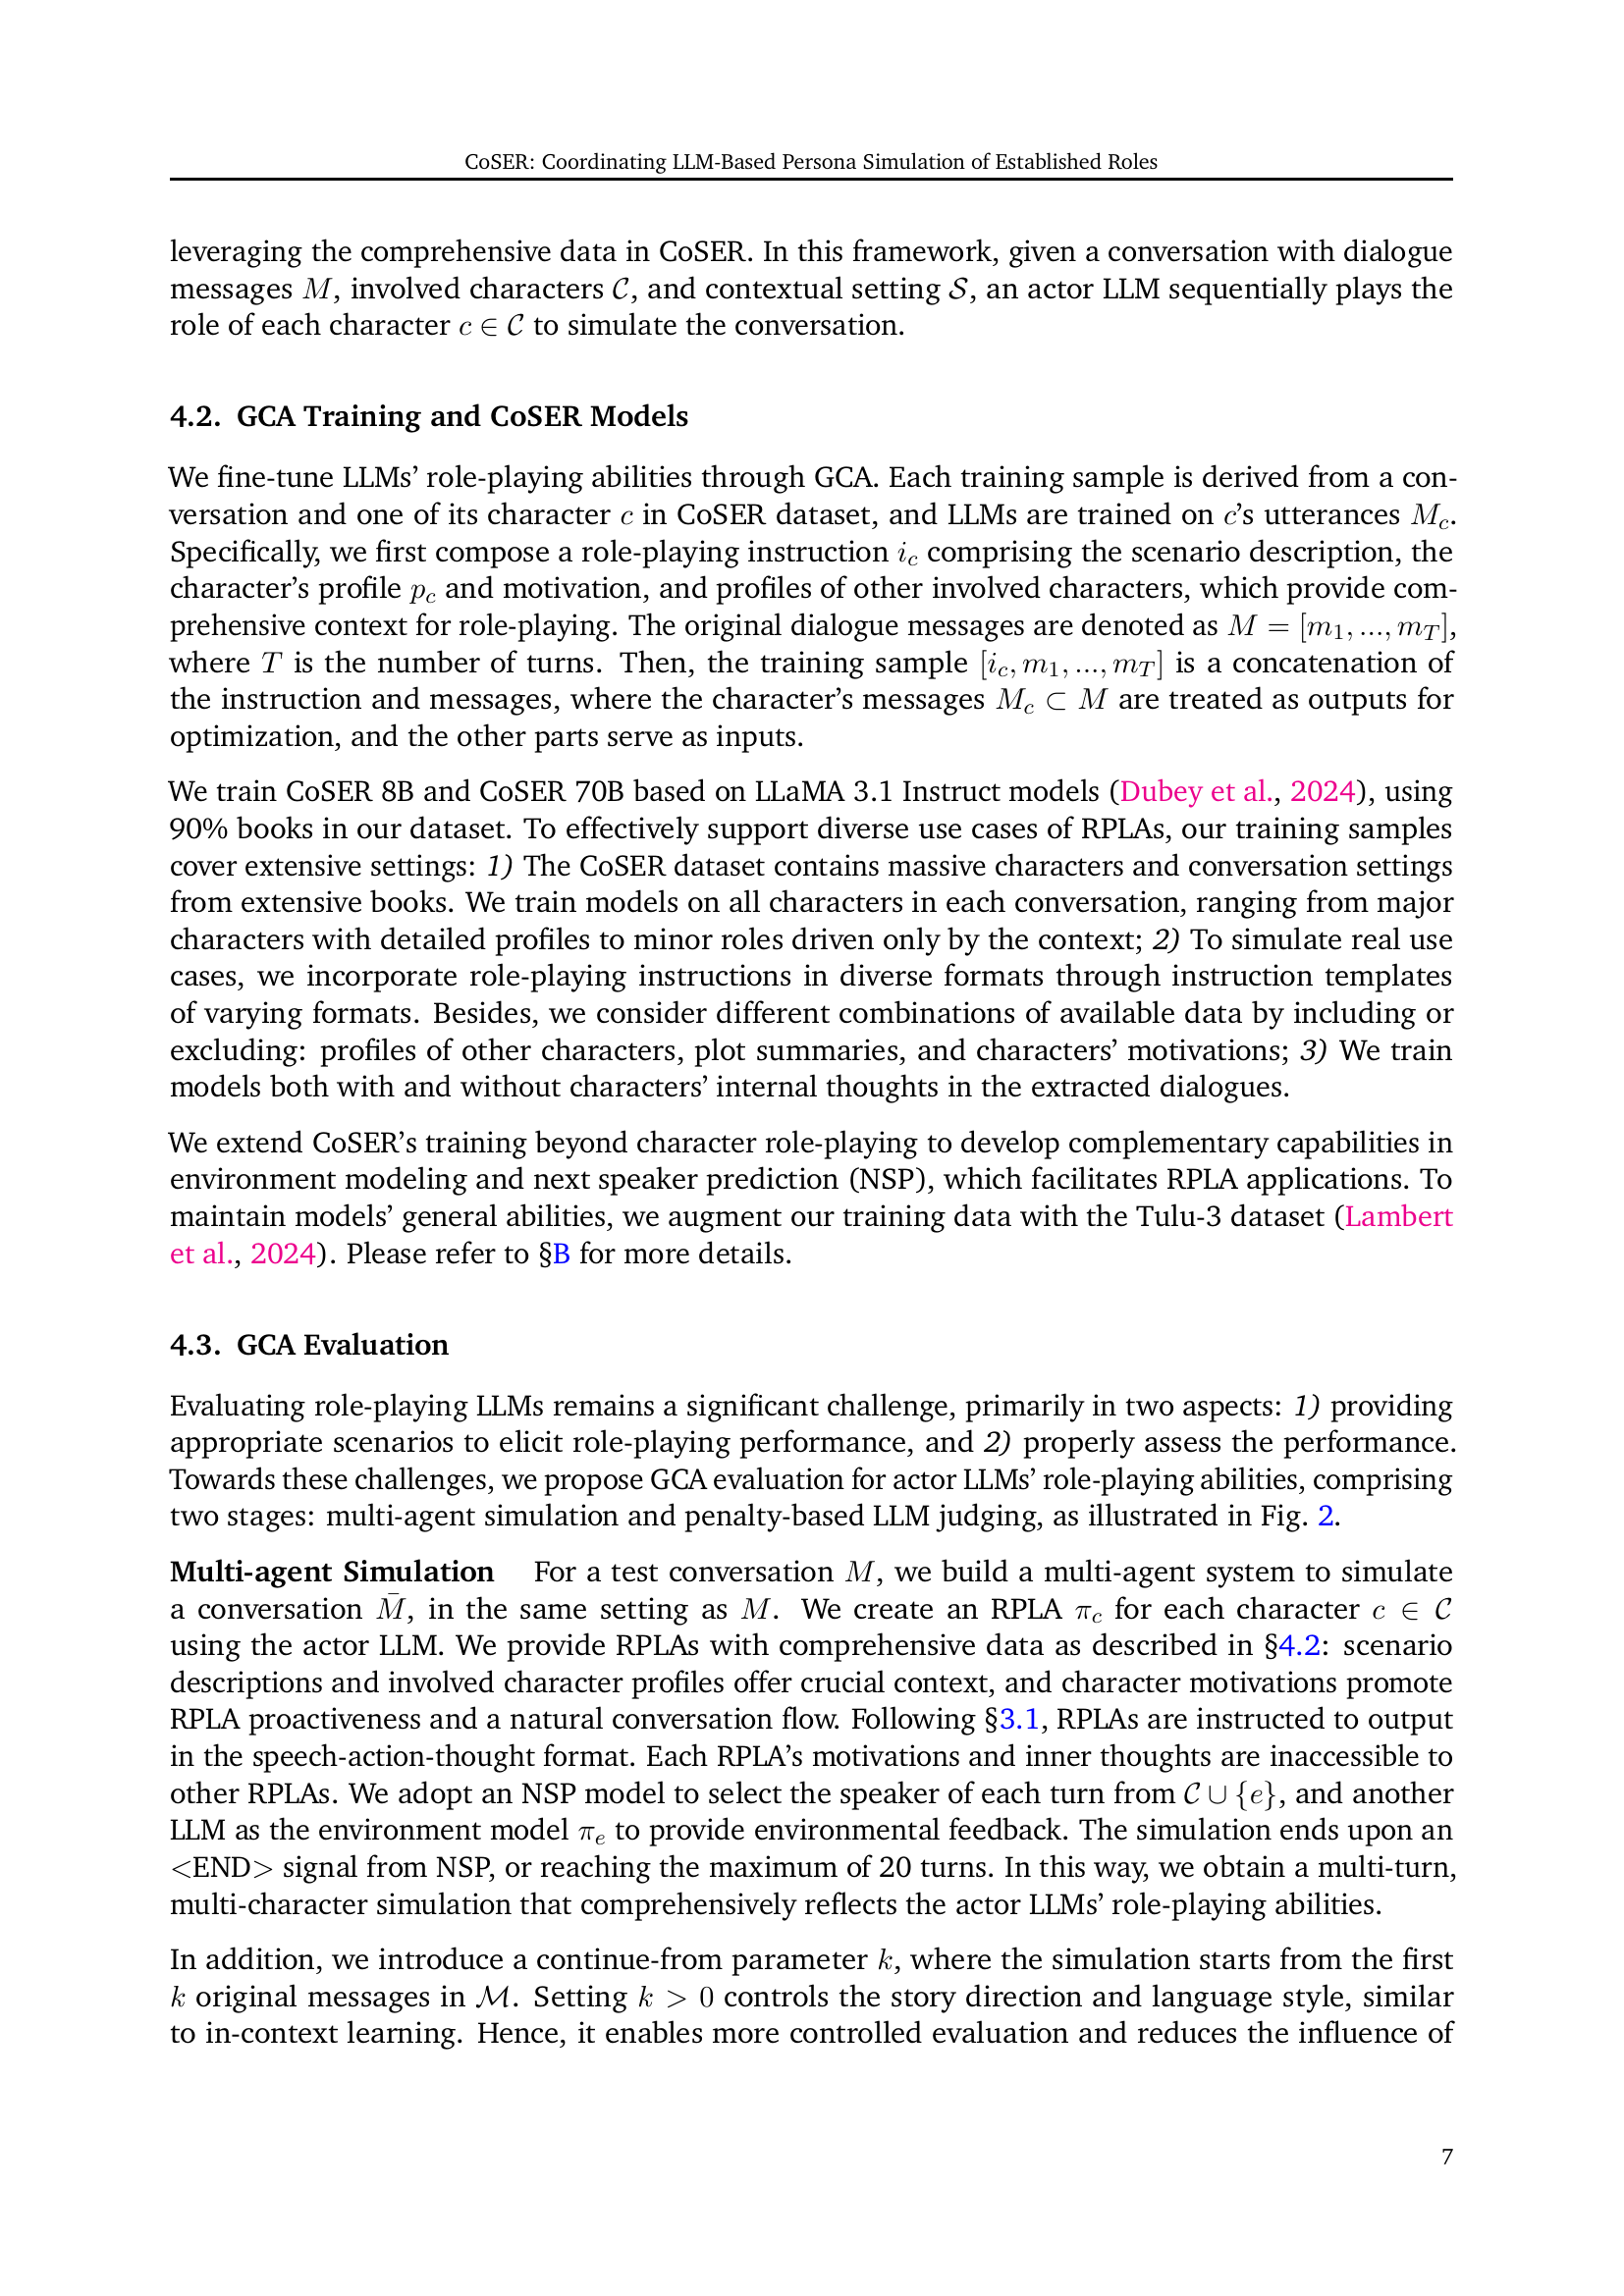 CoSER: Coordinating LLM-Based Persona Simulation of Established Roles
leveraging the comprehensive data in CoSER. In this framework, given a conversation with dialogue
messages M, involved characters 𝒞, and contextual setting 𝒮, an actor LLM sequentially plays the
role of each character c ∈ 𝒞 to simulate the conversation.
4.2. GCA Training and CoSER Models
We fine-tune LLMs’ role-playing abilities through GCA. Each training sample is derived from a con-
versation and one of its character c in CoSER dataset, and LLMs are trained on c’s utterances M_c.
Specifically, we first compose a role-playing instruction i_c comprising the scenario description, the
character’s profile p_c and motivation, and profiles of other involved characters, which provide com-
prehensive context for role-playing. The original dialogue messages are denoted as M = [m_1, ..., m_T],
where T is the number of turns. Then, the training sample [i_c, m_1, ..., m_T] is a concatenation of
the instruction and messages, where the character’s messages M_c ⊂ M are treated as outputs for
optimization, and the other parts serve as inputs.
We train CoSER 8B and CoSER 70B based on LLaMA 3.1 Instruct models (Dubey et al., 2024), using
90% books in our dataset. To effectively support diverse use cases of RPLAs, our training samples
cover extensive settings: 1) The CoSER dataset contains massive characters and conversation settings
from extensive books. We train models on all characters in each conversation, ranging from major
characters with detailed profiles to minor roles driven only by the context; 2) To simulate real use
cases, we incorporate role-playing instructions in diverse formats through instruction templates
of varying formats. Besides, we consider different combinations of available data by including or
excluding: profiles of other characters, plot summaries, and characters’ motivations; 3) We train
models both with and without characters’ internal thoughts in the extracted dialogues.
We extend CoSER’s training beyond character role-playing to develop complementary capabilities in
environment modeling and next speaker prediction (NSP), which facilitates RPLA applications. To
maintain models’ general abilities, we augment our training data with the Tulu-3 dataset (Lambert
et al., 2024). Please refer to §B for more details.
4.3. GCA Evaluation
Evaluating role-playing LLMs remains a significant challenge, primarily in two aspects: 1) providing
appropriate scenarios to elicit role-playing performance, and 2) properly assess the performance.
Towards these challenges, we propose GCA evaluation for actor LLMs’ role-playing abilities, comprising
two stages: multi-agent simulation and penalty-based LLM judging, as illustrated in Fig. 2.
Multi-agent Simulation For a test conversation M, we build a multi-agent system to simulate
a conversation M̄, in the same setting as M. We create an RPLA π_c for each character c ∈ 𝒞
using the actor LLM. We provide RPLAs with comprehensive data as described in §4.2: scenario
descriptions and involved character profiles offer crucial context, and character motivations promote
RPLA proactiveness and a natural conversation flow. Following §3.1, RPLAs are instructed to output
in the speech-action-thought format. Each RPLA’s motivations and inner thoughts are inaccessible to
other RPLAs. We adopt an NSP model to select the speaker of each turn from 𝒞 ∪ {e}, and another
LLM as the environment model π_e to provide environmental feedback. The simulation ends upon an
<END> signal from NSP, or reaching the maximum of 20 turns. In this way, we obtain a multi-turn,
multi-character simulation that comprehensively reflects the actor LLMs’ role-playing abilities.
In addition, we introduce a continue-from parameter k, where the simulation starts from the first
k original messages in ℳ. Setting k > 0 controls the story direction and language style, similar
to in-context learning. Hence, it enables more controlled evaluation and reduces the influence of
7